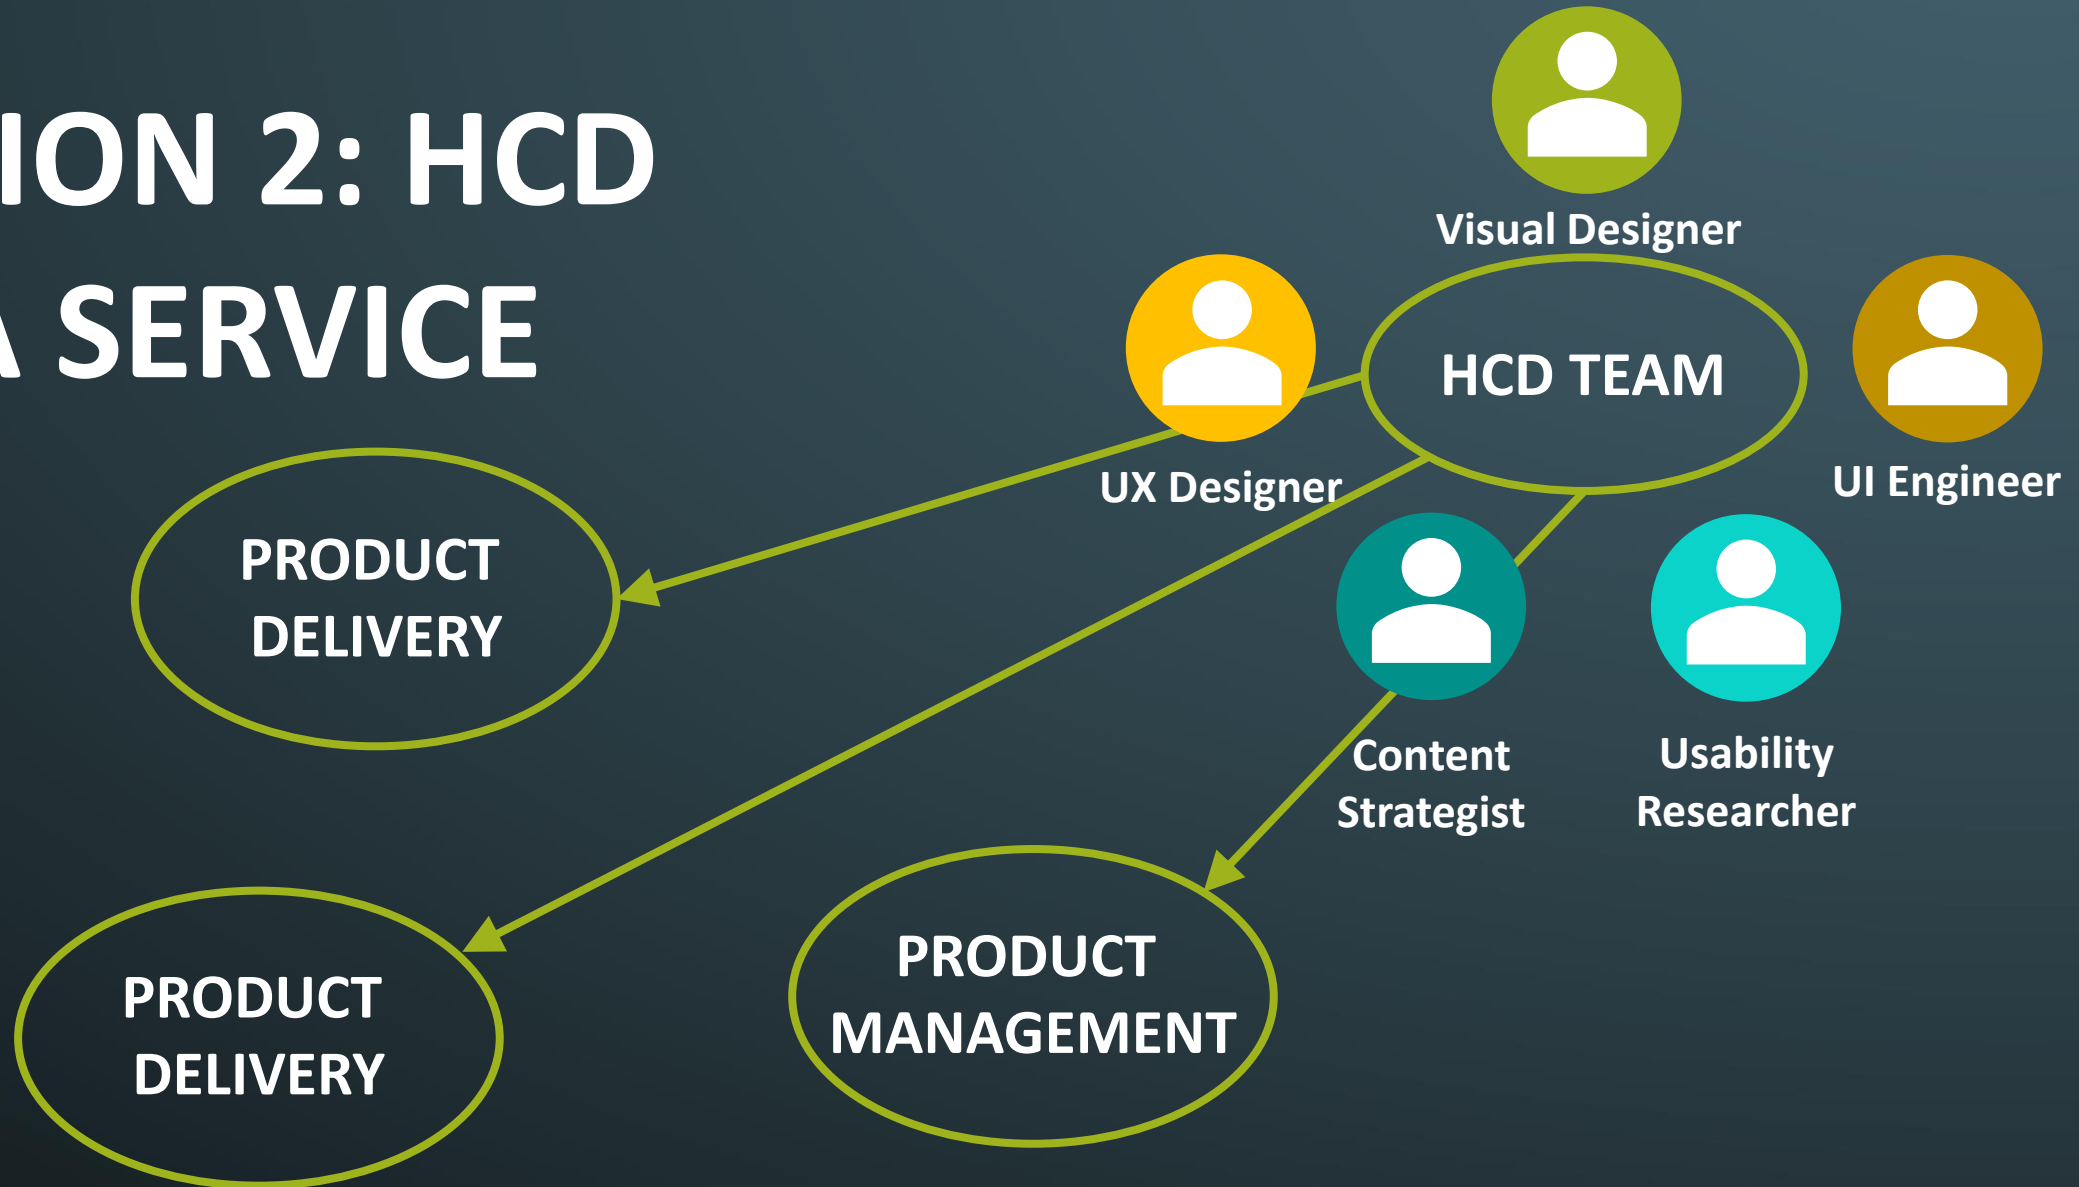 ION 2: HCD
A SERVICE
Visual Designer
HCD TEAM
UX Designer
UI Engineer
PRODUCT
DELIVERY
Content
Strategist
Usability
Researcher
PRODUCT
DELIVERY
PRODUCT
MANAGEMENT